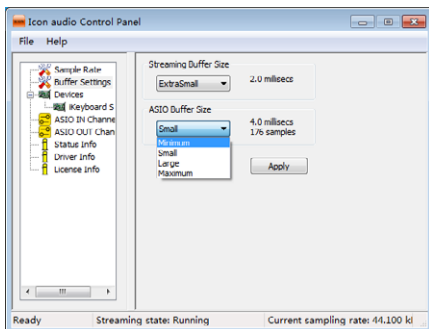 Icon audio Control Panel
File Help
Sample Rate
Buffer Settings
Devices
iKeyboard S
ASIO IN Channe
ASIO OUT Chan
Status Info
Driver Info
License Info
Streaming Buffer Size
ExtraSmall
2.0 milisecs
ASIO Buffer Size
Small
4.0 milisecs
176 samples
Minimum
Small
Large
Maximum
Apply
Ready Streaming state: Running Current sampling rate: 44.100 kl